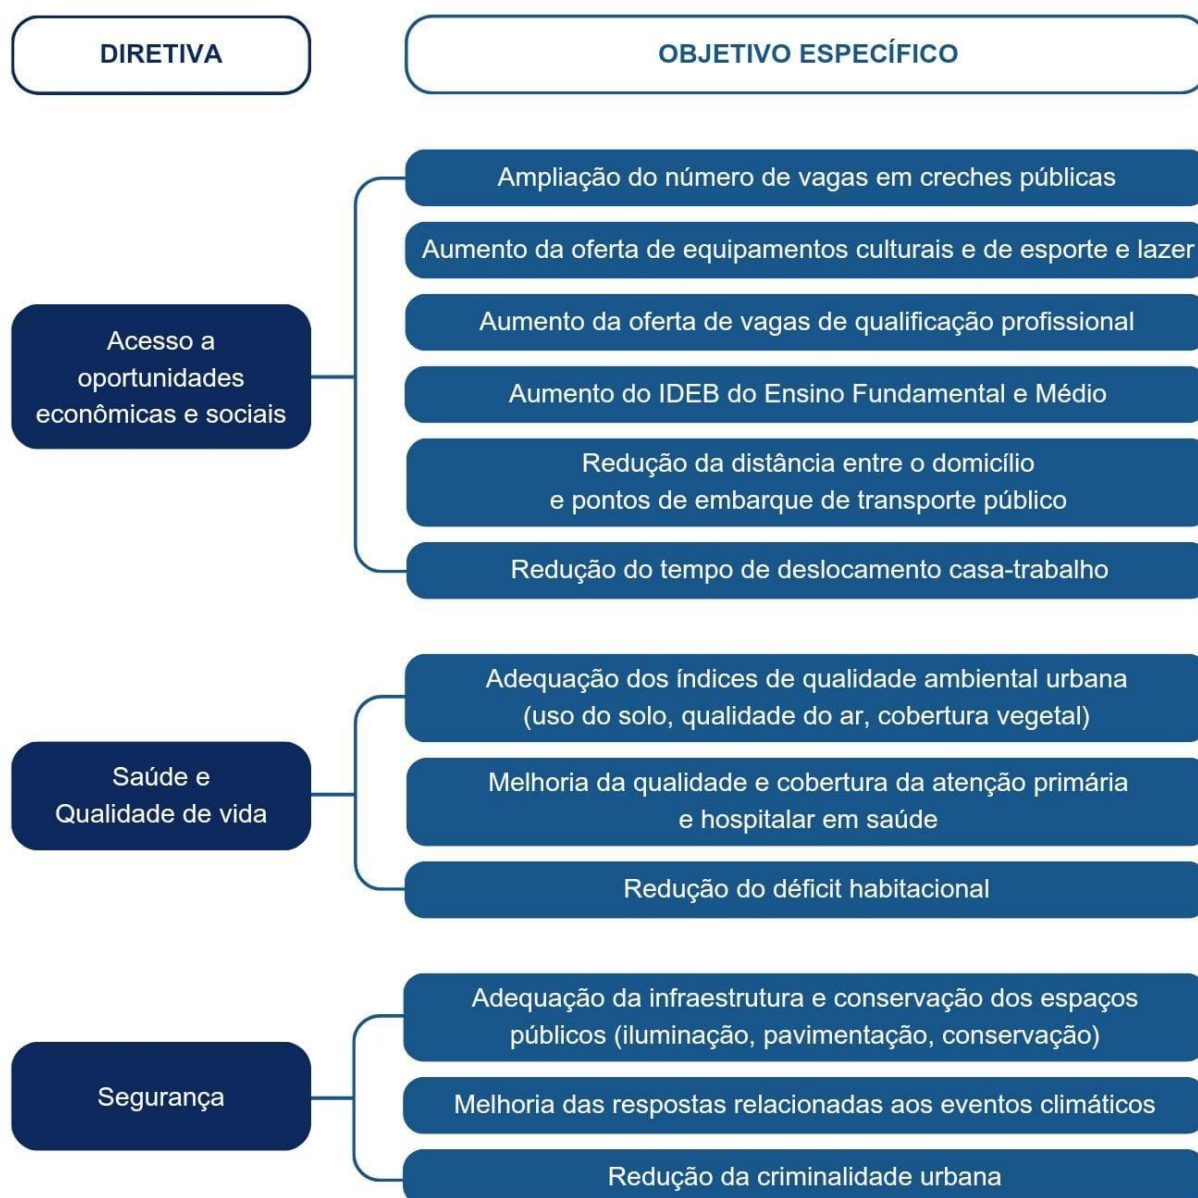 DIRETIVA
OBJETIVO ESPECÍFICO
Acesso a
oportunidades
econômicas e sociais
Ampliação do número de vagas em creches públicas
Aumento da oferta de equipamentos culturais e de esporte e lazer
Aumento da oferta de vagas de qualificação profissional
Aumento do IDEB do Ensino Fundamental e Médio
Redução da distância entre o domicílio
e pontos de embarque de transporte público
Redução do tempo de deslocamento casa-trabalho
Saúde e
Qualidade de vida
Adequação dos índices de qualidade ambiental urbana
(uso do solo, qualidade do ar, cobertura vegetal)
Melhoria da qualidade e cobertura da atenção primária
e hospitalar em saúde
Redução do déficit habitacional
Segurança
Adequação da infraestrutura e conservação dos espaços
públicos (iluminação, pavimentação, conservação)
Melhoria das respostas relacionadas aos eventos climáticos
Redução da criminalidade urbana